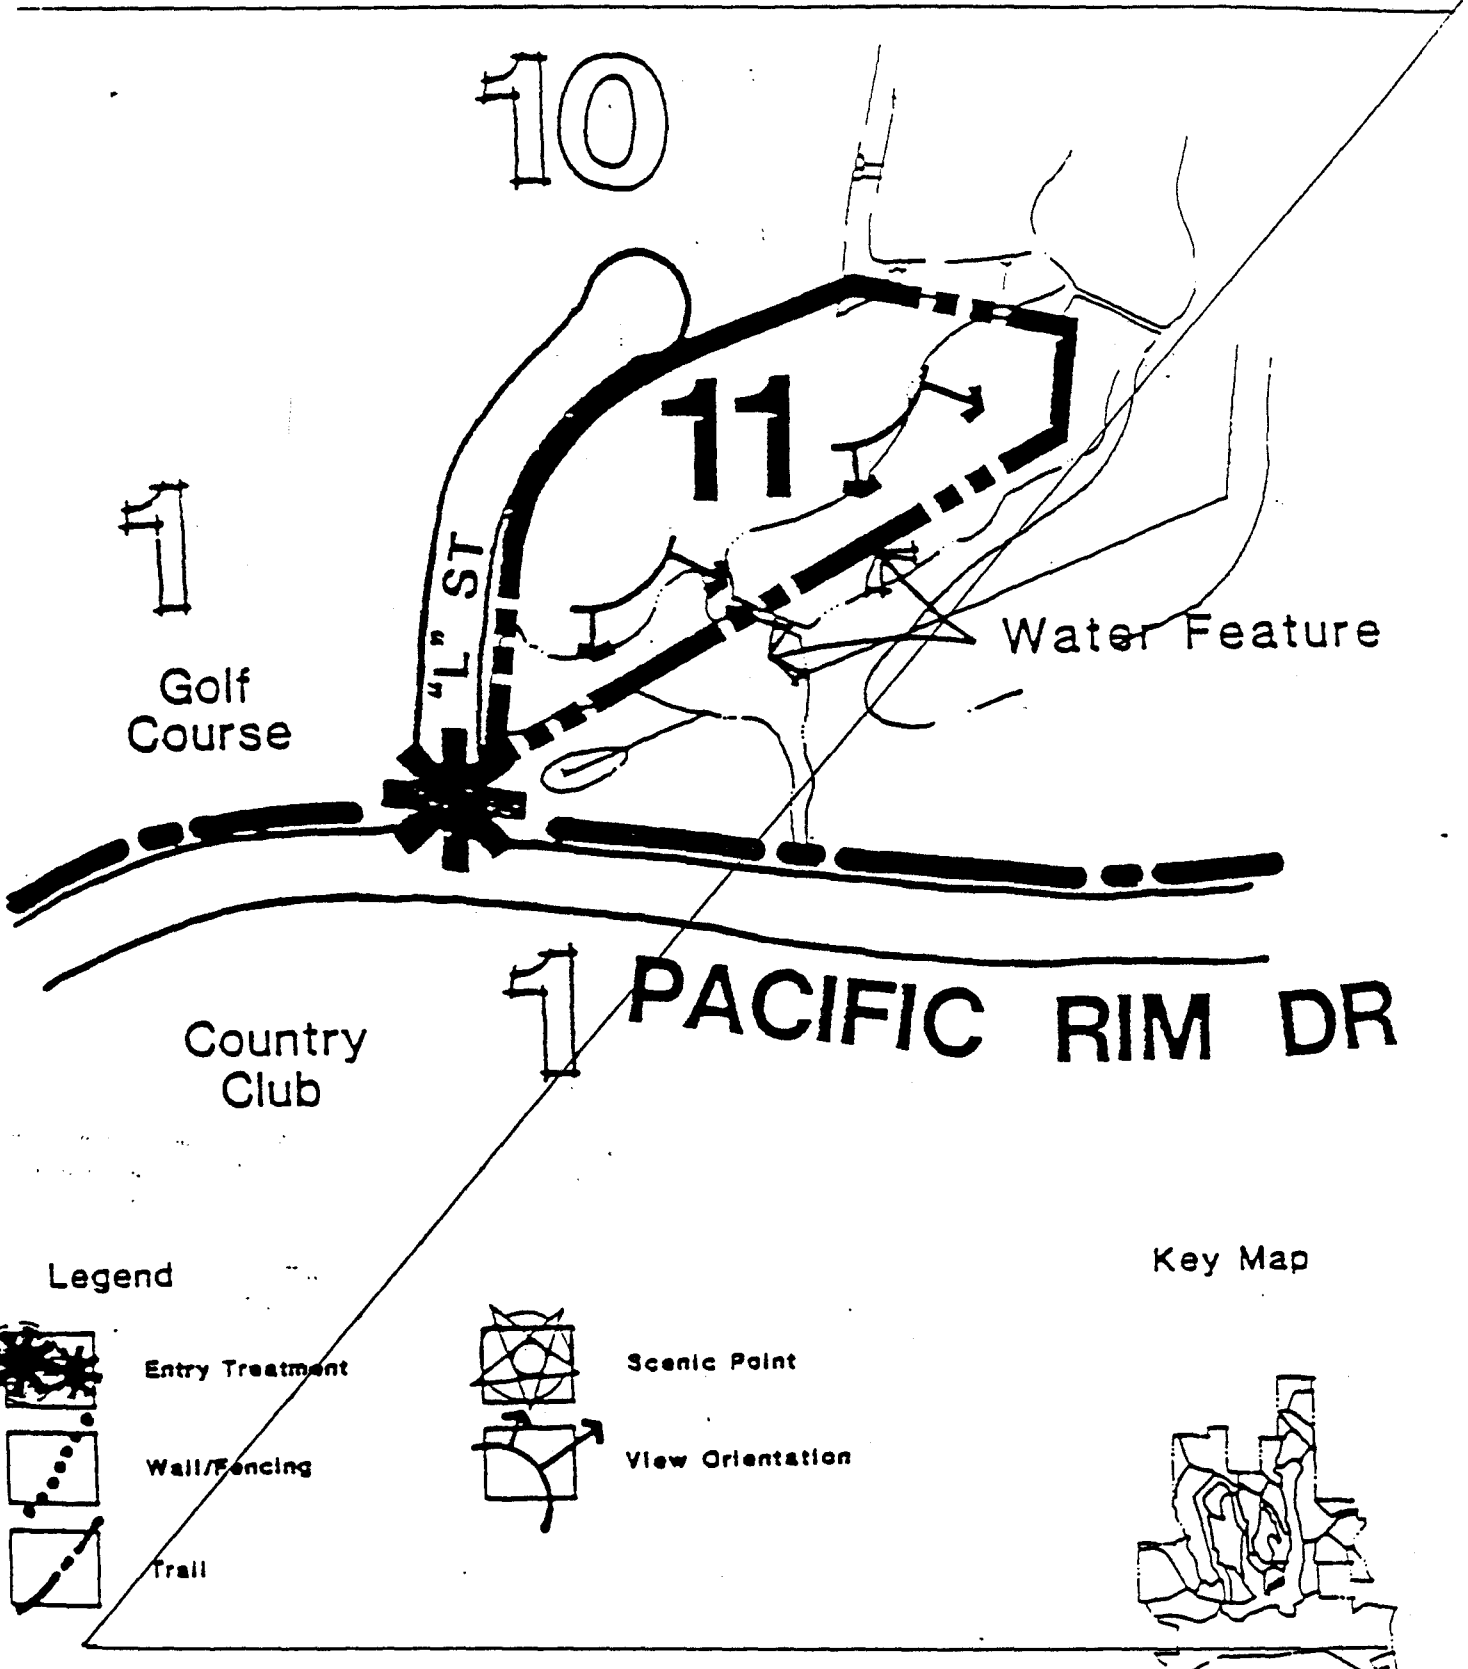 10
11
1
"L" ST
Water Feature
Golf
Course
1
PACIFIC RIM DR
Country
Club
Legend
Key Map
Entry Treatment
Scenic Point
Wall/Fencing
View Orientation
Trail